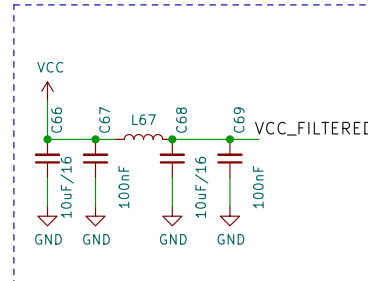 VCC
C66
C67
L67
C68
C69
VCC_FILTERED
10uF/16
100nF
10uF/16
100nF
GND
GND
GND
GND